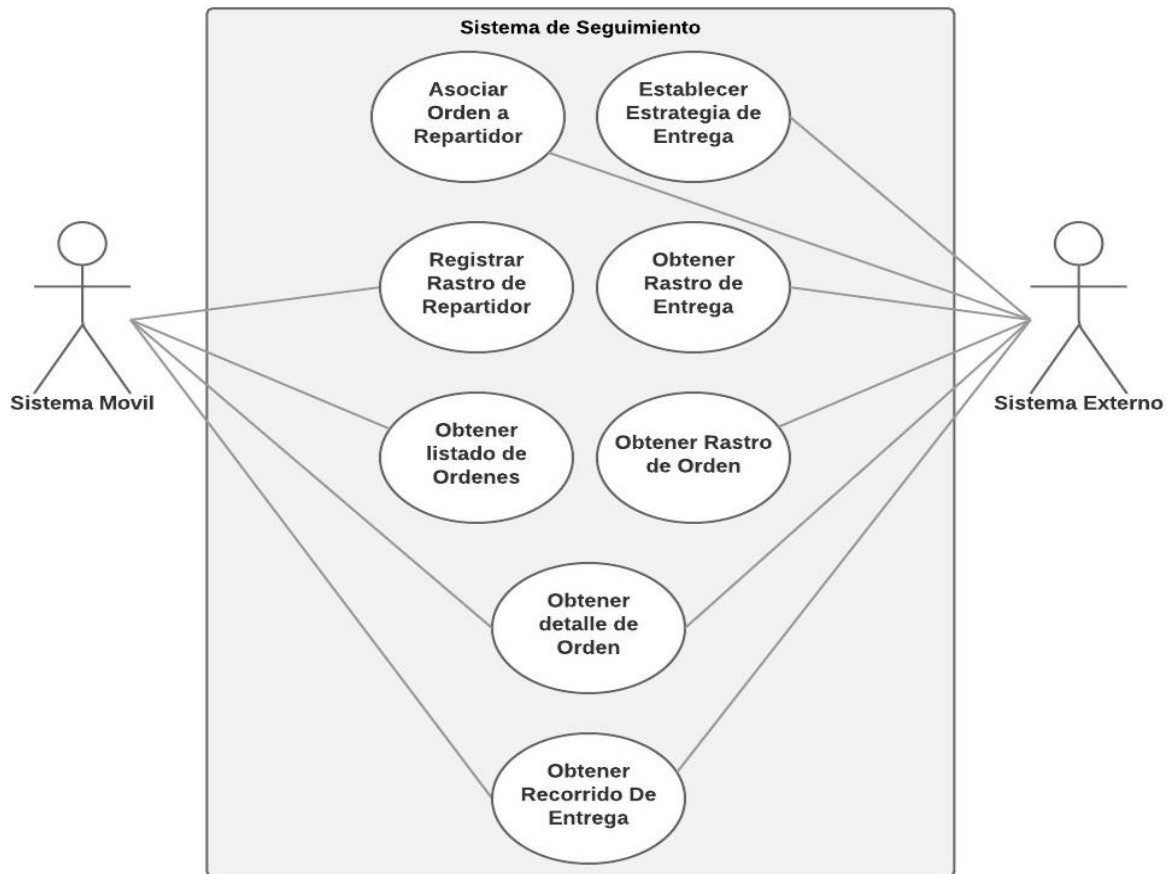 Sistema de Seguimiento
Asociar
Orden a
Repartidor
Establecer
Estrategia de
Entrega
Registrar
Rastro de
Repartidor
Obtener
Rastro de
Entrega
Sistema Movil
Sistema Externo
Obtener
listado de
Ordenes
Obtener Rastro
de Orden
Obtener
detalle de
Orden
Obtener
Recorrido De
Entrega